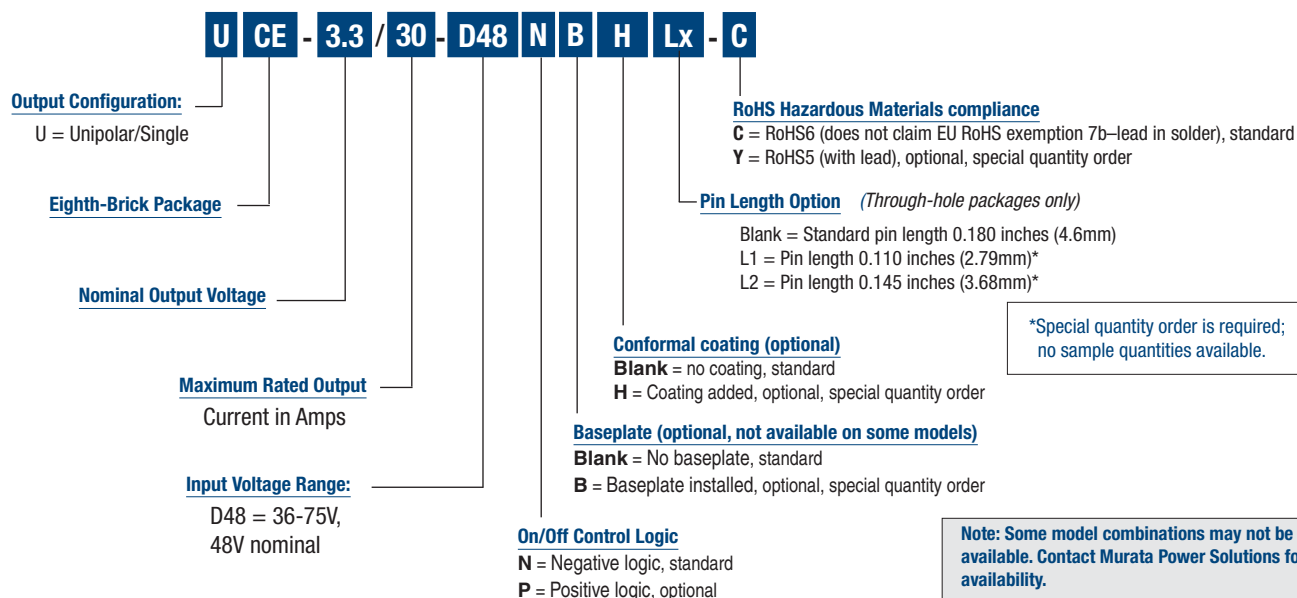 U CE - 3.3 / 30 - D48 N B H Lx - C
Output Configuration:
U = Unipolar/Single
Eighth-Brick Package
Nominal Output Voltage
Maximum Rated Output
Current in Amps
Input Voltage Range:
D48 = 36-75V,
48V nominal
On/Off Control Logic
N = Negative logic, standard
P = Positive logic, optional
Baseplate (optional, not available on some models)
Blank = No baseplate, standard
B = Baseplate installed, optional, special quantity order
Conformal coating (optional)
Blank = no coating, standard
H = Coating added, optional, special quantity order
Pin Length Option (Through-hole packages only)
Blank = Standard pin length 0.180 inches (4.6mm)
L1 = Pin length 0.110 inches (2.79mm)*
L2 = Pin length 0.145 inches (3.68mm)*
RoHS Hazardous Materials compliance
C = RoHS6 (does not claim EU RoHS exemption 7b–lead in solder), standard
Y = RoHS5 (with lead), optional, special quantity order
*Special quantity order is required;
no sample quantities available.
Note: Some model combinations may not be
available. Contact Murata Power Solutions
availability.